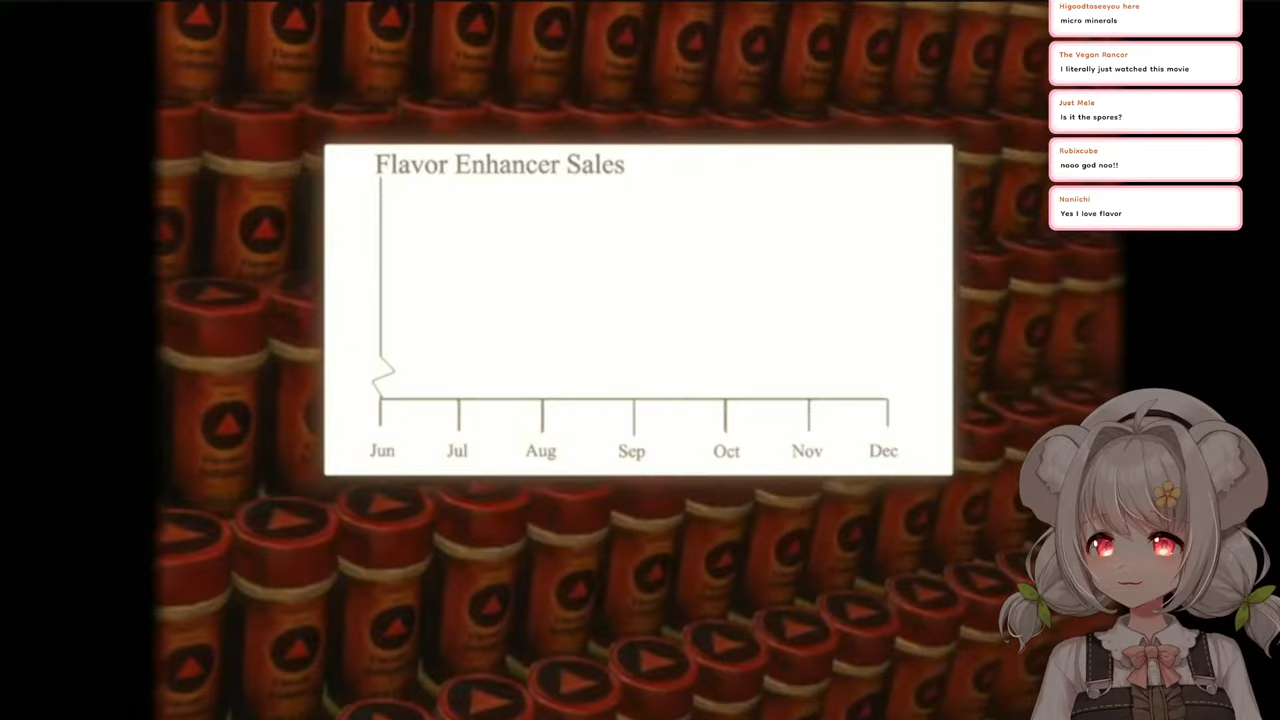 Higoodtoseeyou here
micro minerals
The Vegan Rancor
I literally just watched this movie
Just Mele
Is it the spores?
Rubixcube
nooo god noo!!
Naniichi
Yes I love flavor
Flavor Enhancer Sales
Jun Jul Aug Sep Oct Nov Dec